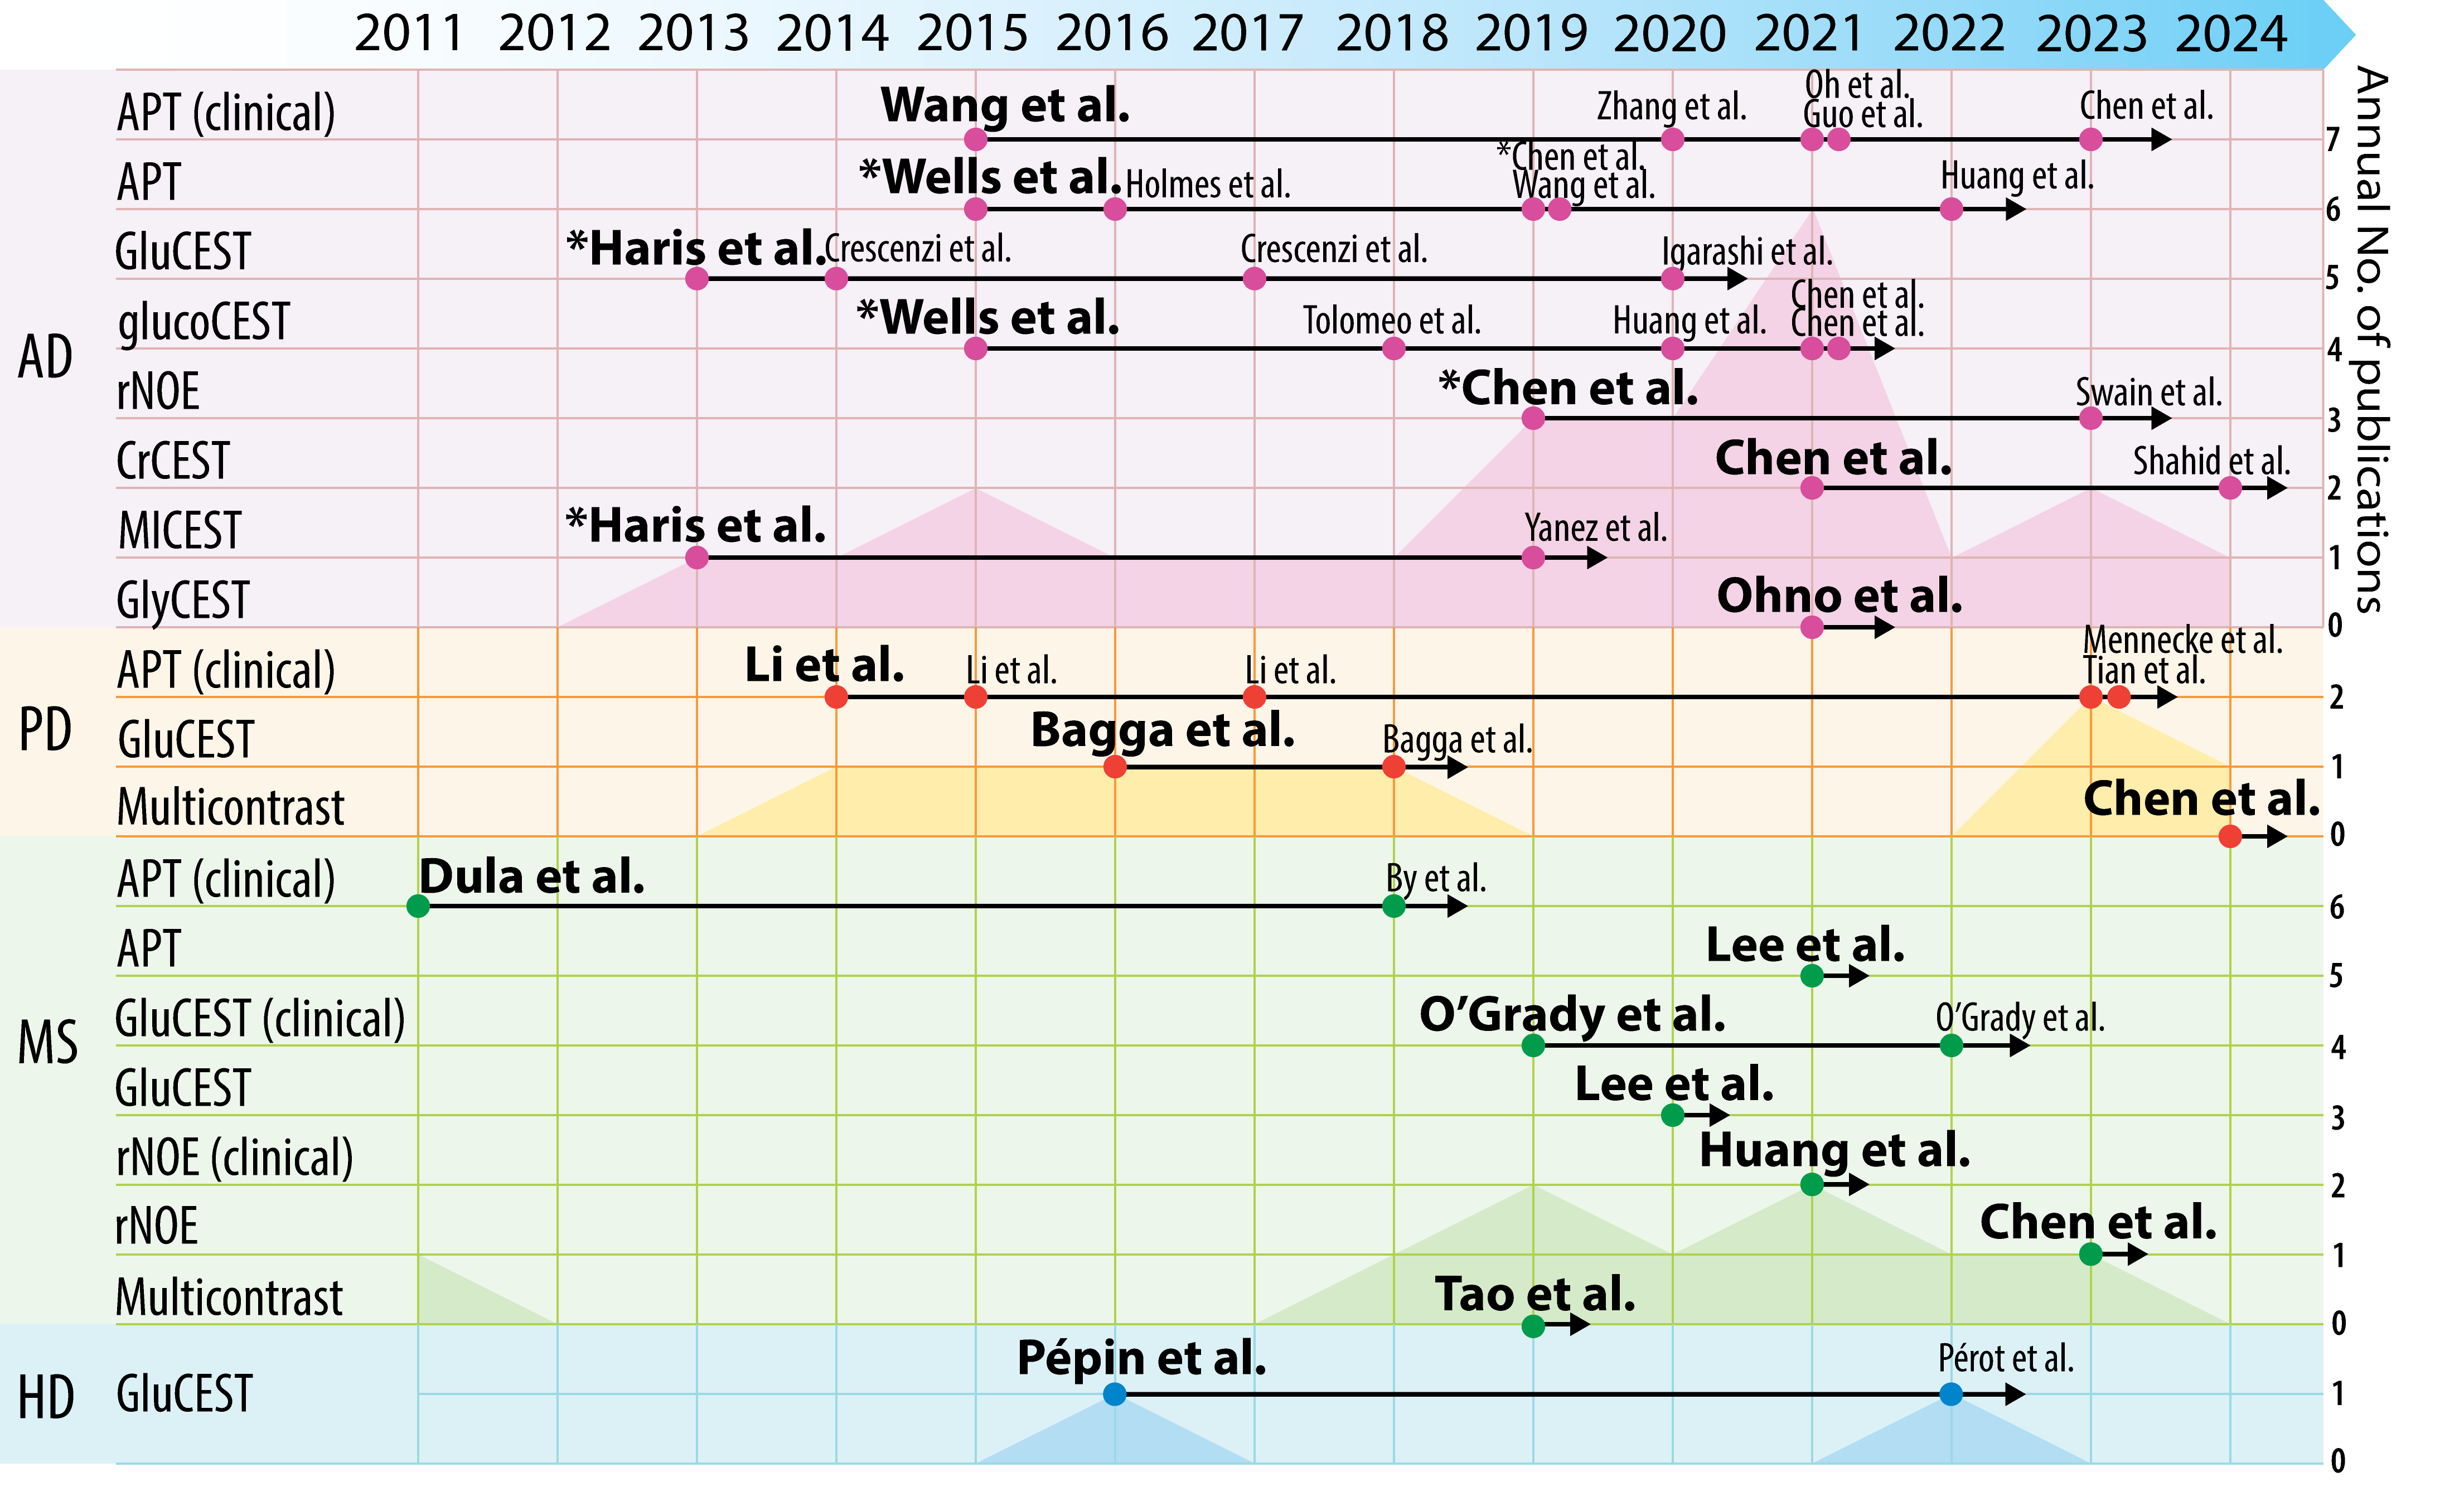 2011 2012 2013 2014 2015 2016 2017 2018 2019 2020 2021 2022 2023 2024
Annual No. of publications
AD
APT (clinical) Wang et al. Zhang et al. Oh et al. Guo et al. Chen et al. 7
APT *Wells et al. Holmes et al. *Chen et al. Wang et al. Huang et al. 6
GluCEST *Haris et al. Crescenzi et al. Crescenzi et al. Igarashi et al. 5
glucoCEST *Wells et al. Tolomeo et al. Huang et al. Chen et al. Chen et al. 4
rNOE *Chen et al. Swain et al. 3
CrCEST Chen et al. Shahid et al. 2
MICEST *Haris et al. Yanez et al. 1
GlyCEST Ohno et al. 0
PD
APT (clinical) Li et al. Li et al. Li et al. Mennecke et al. Tian et al. 2
GluCEST Bagga et al. Bagga et al. 1
Multicontrast Chen et al. 0
MS
APT (clinical) Dula et al. By et al. 6
APT Lee et al. 5
GluCEST (clinical) O’Grady et al. O’Grady et al. 4
GluCEST Lee et al. 3
rNOE (clinical) Huang et al. 2
rNOE Chen et al. 1
Multicontrast Tao et al. 0
HD
GluCEST Pépin et al. Pérot et al. 1
0